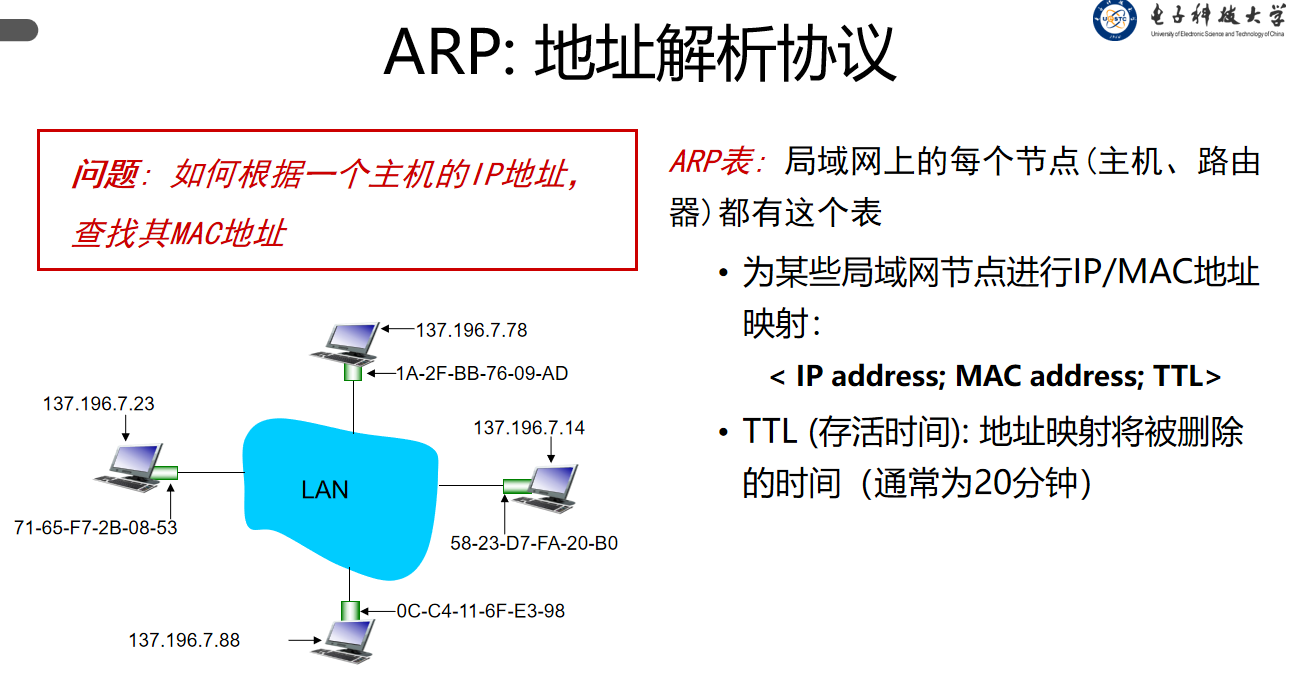 电子科技大学
University of Electronic Science and Technology of China
ARP: 地址解析协议
问题: 如何根据一个主机的IP地址,
查找其MAC地址
ARP表: 局域网上的每个节点(主机、路由
器)都有这个表
• 为某些局域网节点进行IP/MAC地址
映射:
< IP address; MAC address; TTL>
• TTL (存活时间): 地址映射将被删除
的时间（通常为20分钟）
137.196.7.78
1A-2F-BB-76-09-AD
137.196.7.23
137.196.7.14
LAN
71-65-F7-2B-08-53
58-23-D7-FA-20-B0
0C-C4-11-6F-E3-98
137.196.7.88